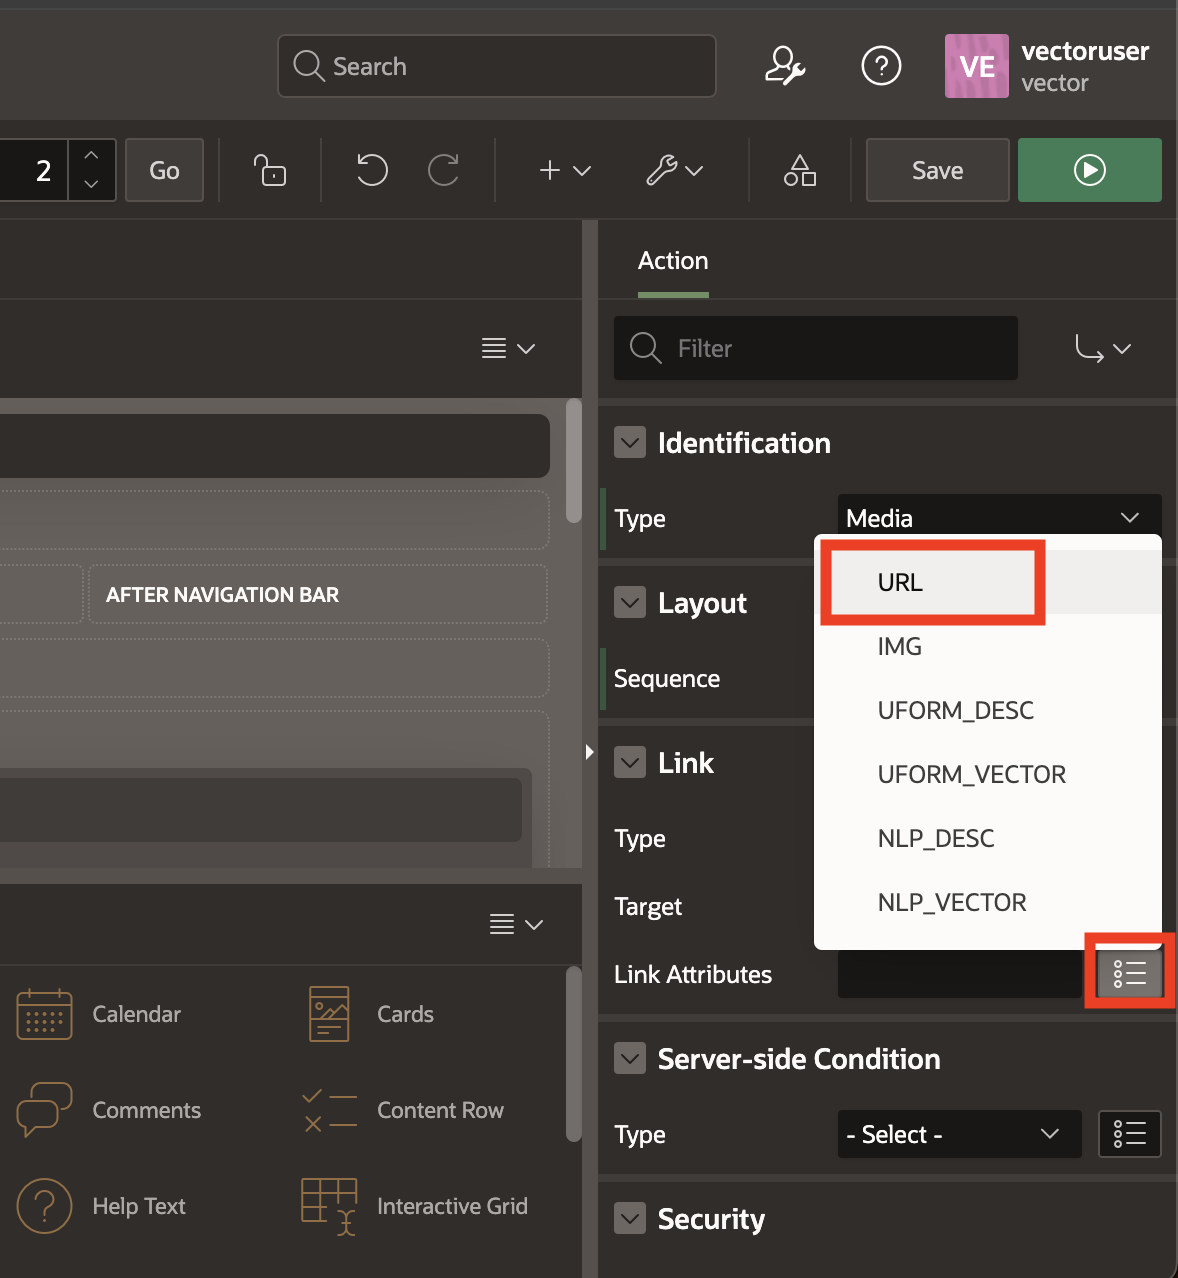 Search
VE
vectoruser
vector
2
Go
Save
Action
Filter
Identification
Type
Media
AFTER NAVIGATION BAR
URL
IMG
UFORM_DESC
UFORM_VECTOR
NLP_DESC
NLP_VECTOR
Layout
Sequence
Link
Type
Target
Link Attributes
Calendar
Cards
Comments
Content Row
Help Text
Interactive Grid
Server-side Condition
Type
- Select -
Security